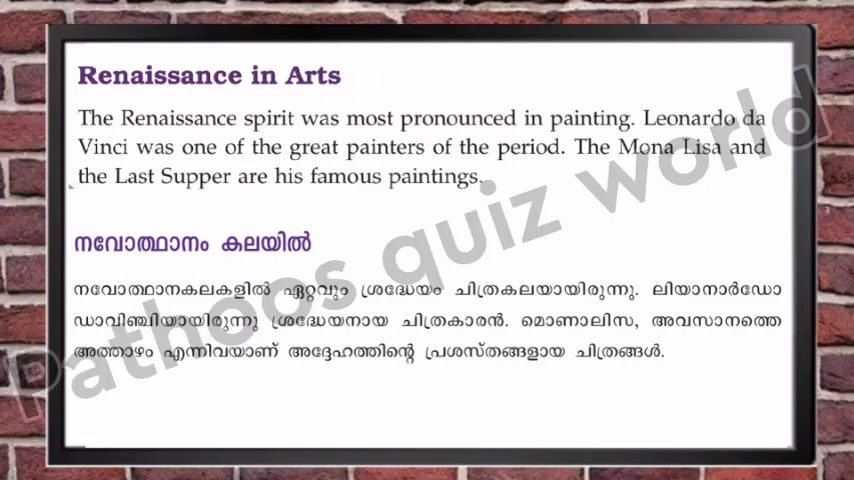 Renaissance in Arts
The Renaissance spirit was most pronounced in painting. Leonardo da
Vinci was one of the great painters of the period. The Mona Lisa and
the Last Supper are his famous paintings.
നവോത്ഥാനം കലയിൽ
നവോത്ഥാനകലകളിൽ ഏറ്റവും ശ്രദ്ധേയം ചിത്രകലയായിരുന്നു. ലിയാനാർഡോ
ഡാവിഞ്ചിയായിരുന്നു ശ്രദ്ധേയനായ ചിത്രകാരൻ. മൊണാലിസ, അവസാനത്തെ
അത്താഴം എന്നിവയാണ് അദ്ദേഹത്തിന്റെ പ്രശസ്തങ്ങളായ ചിത്രങ്ങൾ.
Pathoos quiz world